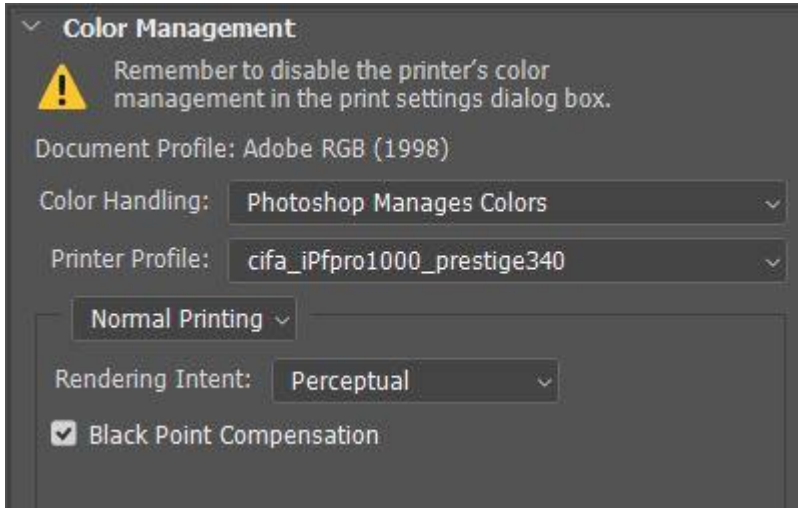 Color Management
Remember to disable the printer's color
management in the print settings dialog box.
Document Profile: Adobe RGB (1998)
Color Handling: Photoshop Manages Colors
Printer Profile: cifa_iPfpro1000_prestige340
Normal Printing
Rendering Intent: Perceptual
Black Point Compensation